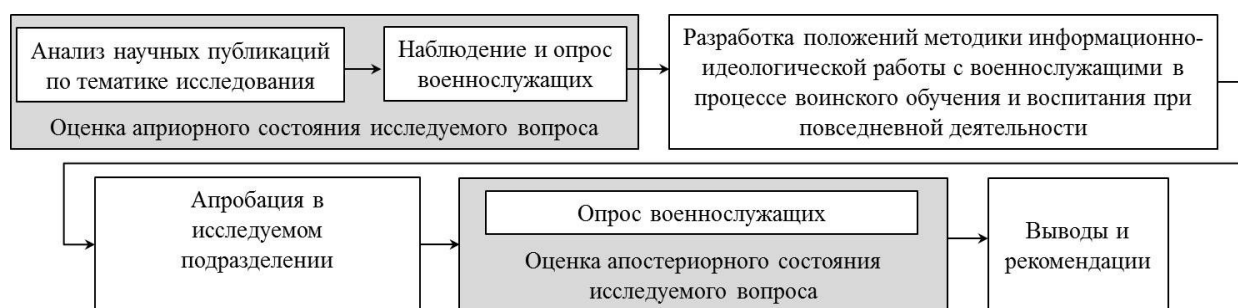 Анализ научных публикаций
по тематике исследования
Наблюдение и опрос
военнослужащих
Оценка априорного состояния исследуемого вопроса
Разработка положений методики информационно-
идеологической работы с военнослужащими в
процессе воинского обучения и воспитания при
повседневной деятельности
Апробация в
исследуемом
подразделении
Опрос военнослужащих
Оценка апостериорного состояния
исследуемого вопроса
Выводы и
рекомендации